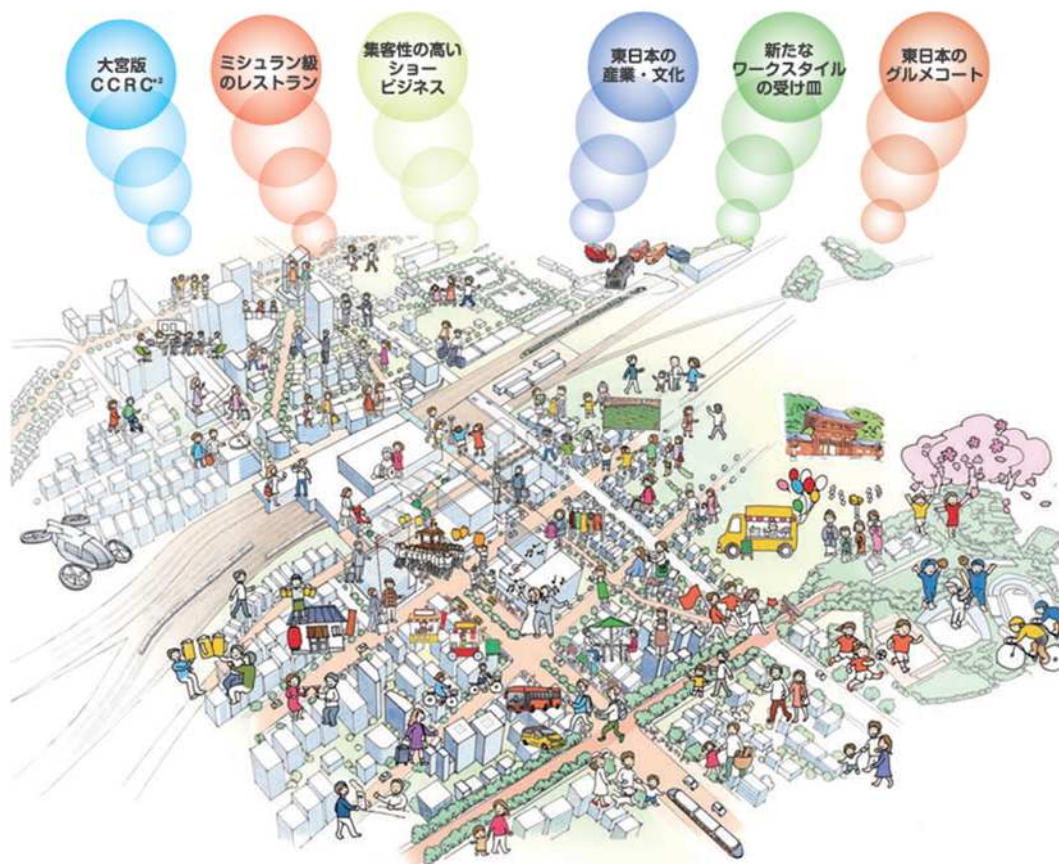 大宮版
CCRC※2
ミシュラン級
のレストラン
集客性の高い
ショー
ビジネス
東日本の
産業・文化
新たな
ワークスタイル
の受け皿
東日本の
グルメコート